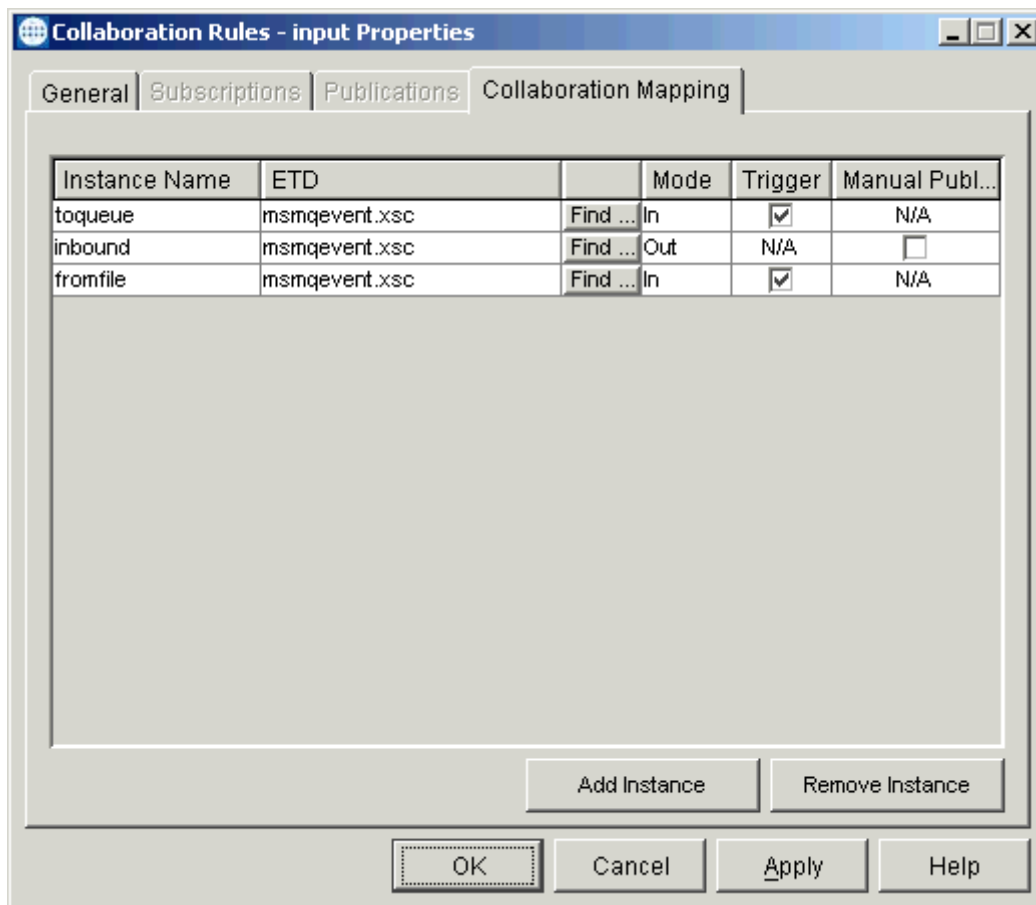 Collaboration Rules - input Properties
General Subscriptions Publications Collaboration Mapping
Instance Name ETD Mode Trigger Manual Publ...
toqueue msmqevent.xsc Find ... In N/A
inbound msmqevent.xsc Find ... Out N/A
fromfile msmqevent.xsc Find ... In N/A
Add Instance Remove Instance
OK Cancel Apply Help